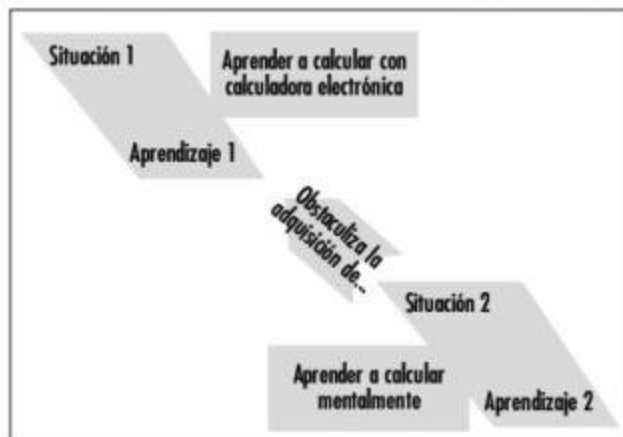 Situación 1
Aprender a calcular con
calculadora electrónica
Aprendizaje 1
Obstaculiza la
adquisición de...
Situación 2
Aprender a calcular
mentalmente
Aprendizaje 2